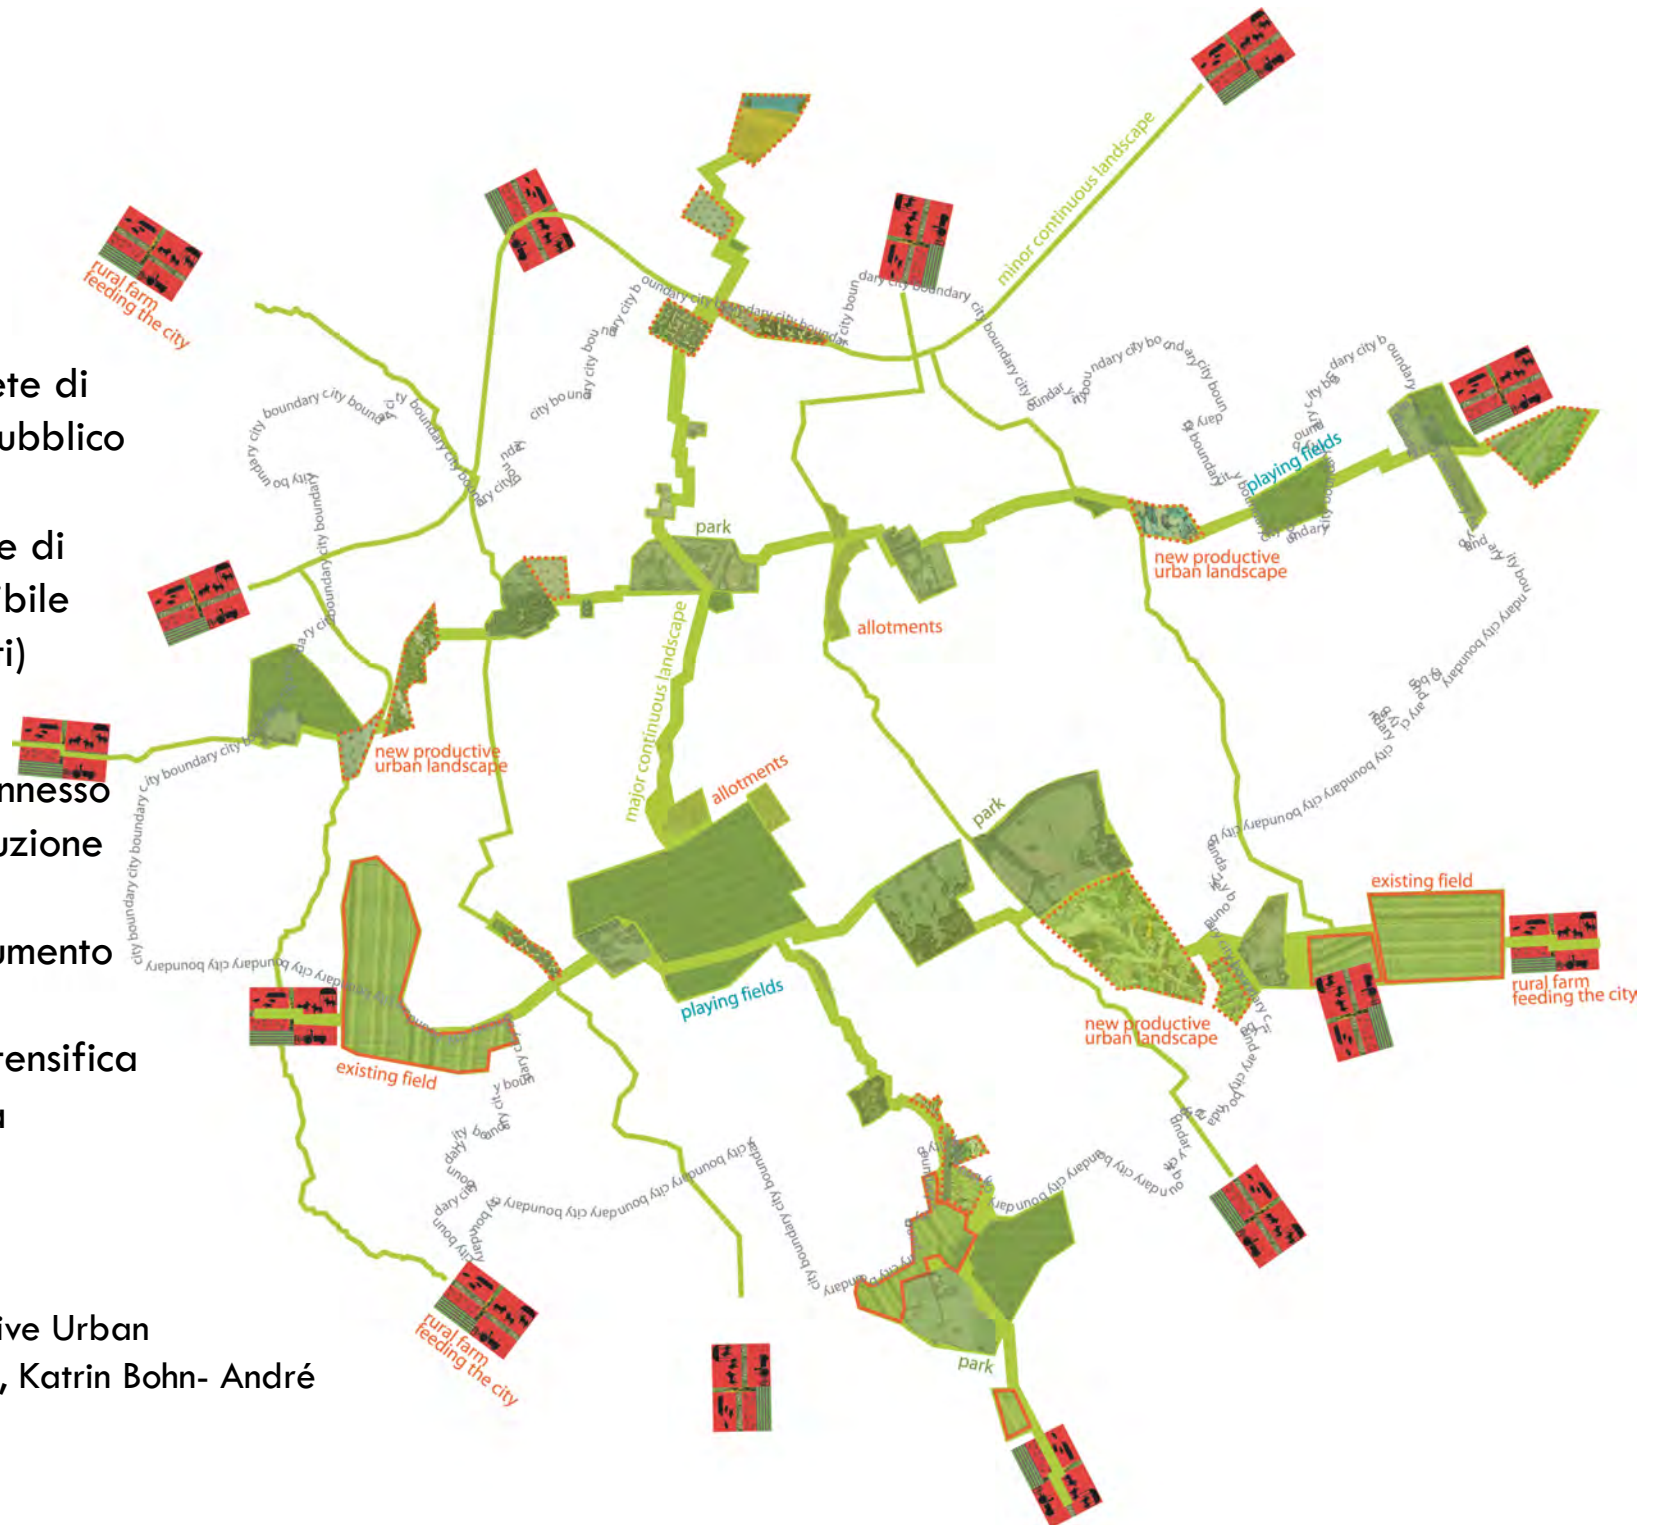 ete di
ubblico
e di
ibile
ti)
nnesso
uzione
umento
tensifica
a
ive Urban
, Katrin Bohn- André
rural farm
feeding the city
minor continuous landscape
playing fields
park
new productive
urban landscape
allotments
major continuous landscape
new productive
urban landscape
allotments
park
existing field
rural farm
feeding the city
playing fields
new productive
urban landscape
existing field
rural farm
feeding the city
park
city boundary city boundary